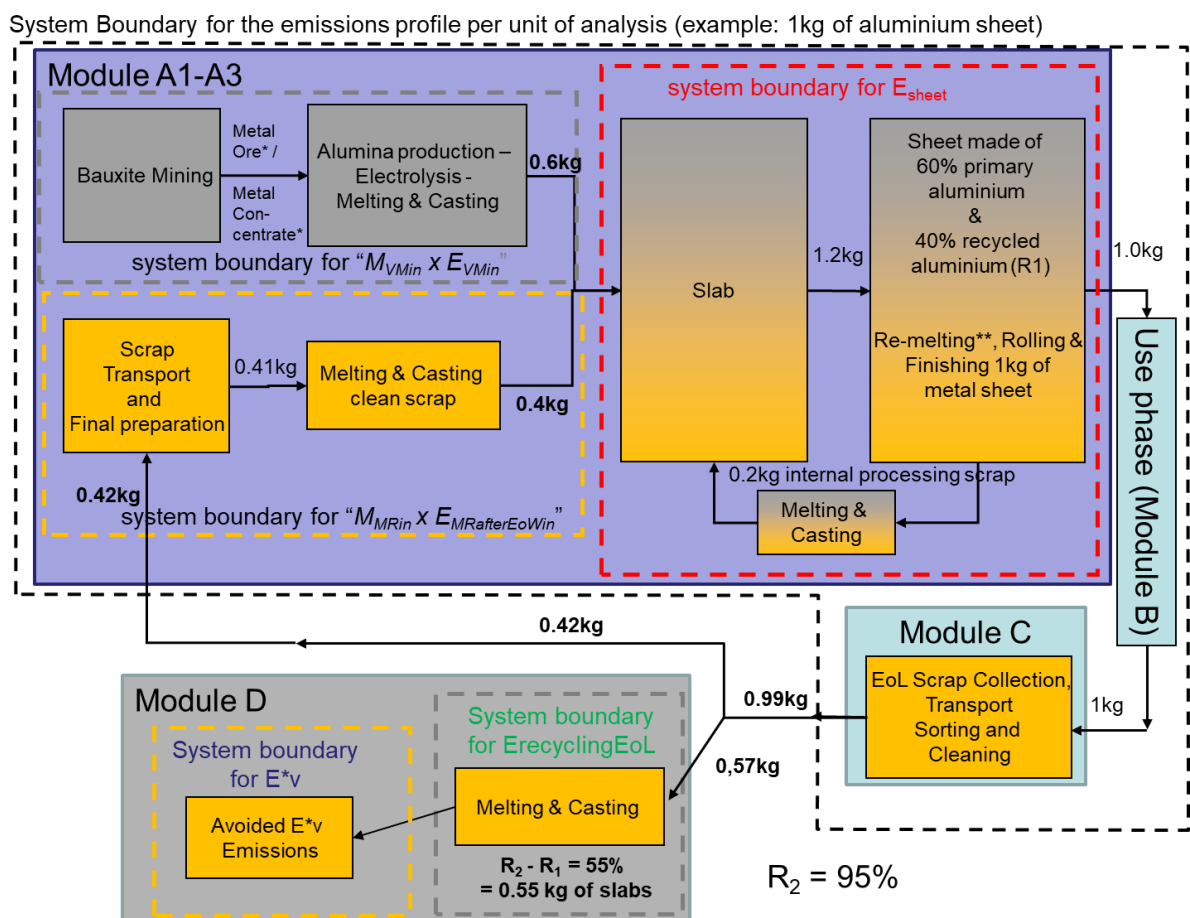 System Boundary for the emissions profile per unit of analysis (example: 1kg of aluminium sheet)
Module A1-A3
system boundary for E_sheet
Bauxite Mining
Metal
Ore* /
Metal
Con-
centrate*
Alumina production –
Electrolysis -
Melting & Casting
0.6kg
system boundary for “M_VMin x E_VMin”
Slab
1.2kg
Sheet made of
60% primary
aluminium
&
40% recycled
aluminium (R1)
Re-melting**, Rolling &
Finishing 1kg of
metal sheet
1.0kg
Scrap
Transport
and
Final preparation
0.41kg
Melting & Casting
clean scrap
0.4kg
0.42kg
system boundary for “M_MRin x E_MRafterEoWin”
0.2kg internal processing scrap
Melting &
Casting
Use phase (Module B)
0.42kg
Module C
EoL Scrap Collection,
Transport
Sorting and
Cleaning
1kg
0.99kg
0,57kg
Module D
System boundary
for E*v
Avoided E*v
Emissions
System boundary
for ErecyclingEoL
Melting & Casting
R₂ - R₁ = 55%
= 0.55 kg of slabs
R₂ = 95%